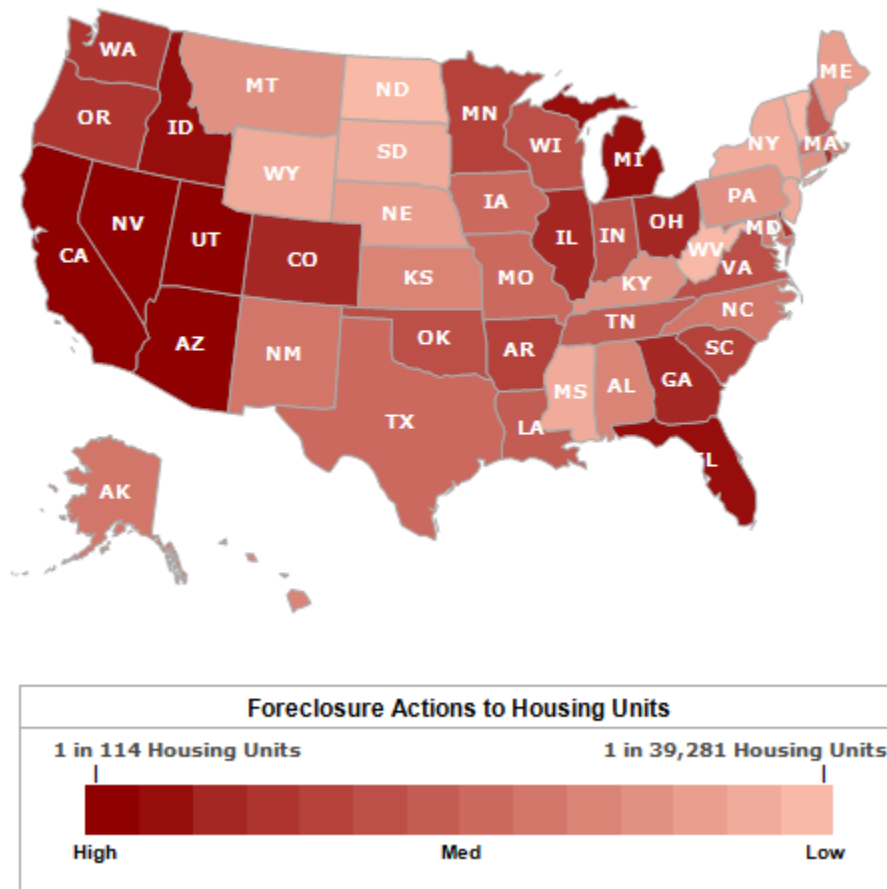 WA
MT
ND
ME
OR
ID
MN
NY
MA
WI
SD
MI
WY
PA
IA
NE
NV
OH
MD
UT
IL
IN
WV
CA
CO
VA
KS
MO
KY
NC
TN
AZ
OK
AR
SC
NM
GA
MS
AL
TX
LA
FL
AK
Foreclosure Actions to Housing Units
1 in 114 Housing Units
1 in 39,281 Housing Units
High
Med
Low